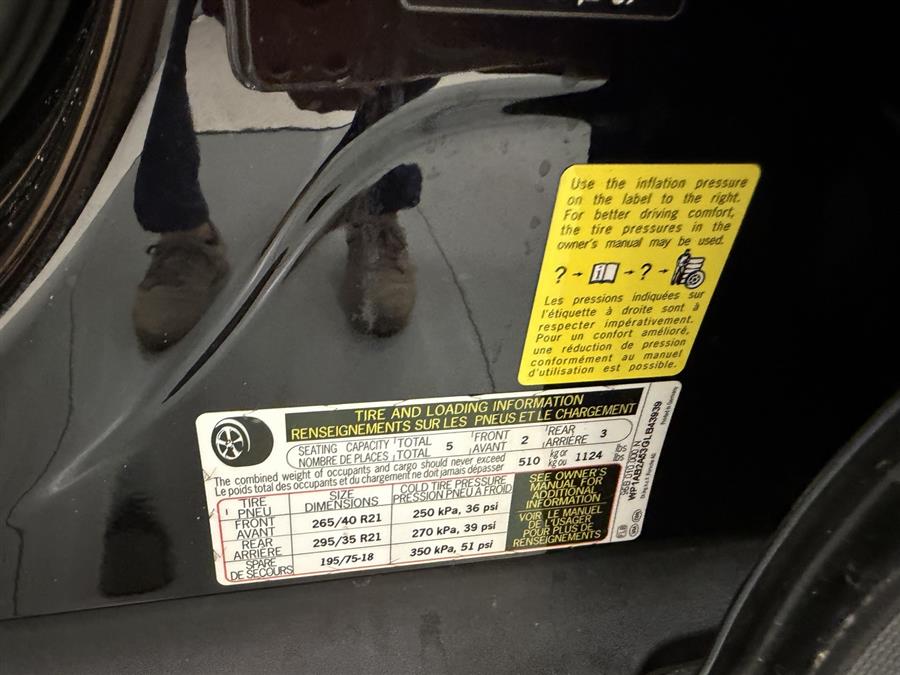 Use the inflation pressure
on the label to the right.
For better driving comfort,
the tire pressures in the
owner's manual may be used.
? - i - ? -
Les pressions indiquées sur
l'étiquette à droite sont à
respecter impérativement.
Pour un confort amélioré,
une réduction de pression
conformément au manuel
d'utilisation est possible.
TIRE AND LOADING INFORMATION
RENSEIGNEMENTS SUR LES PNEUS ET LE CHARGEMENT
SEATING CAPACITY TOTAL 5 FRONT 2 REAR 3
NOMBRE DE PLACES TOTAL AVANT ARRIÈRE
The combined weight of occupants and cargo should never exceed 510 kg or 1124
Le poids total des occupants et du chargement ne doit jamais dépasser kg ou
TIRE SIZE COLD TIRE PRESSURE
PNEU DIMENSIONS PRESSION PNEU À FROID
FRONT
AVANT 265/40 R21 250 kPa, 36 psi
REAR
ARRIÈRE 295/35 R21 270 kPa, 39 psi
SPARE
DE SECOURS 195/75-18 350 kPa, 51 psi
SEE OWNER'S
MANUAL FOR
ADDITIONAL
INFORMATION
VOIR LE MANUEL
DE L'USAGER
POUR PLUS DE
RENSEIGNEMENTS
WP1AB2A53GLB43939